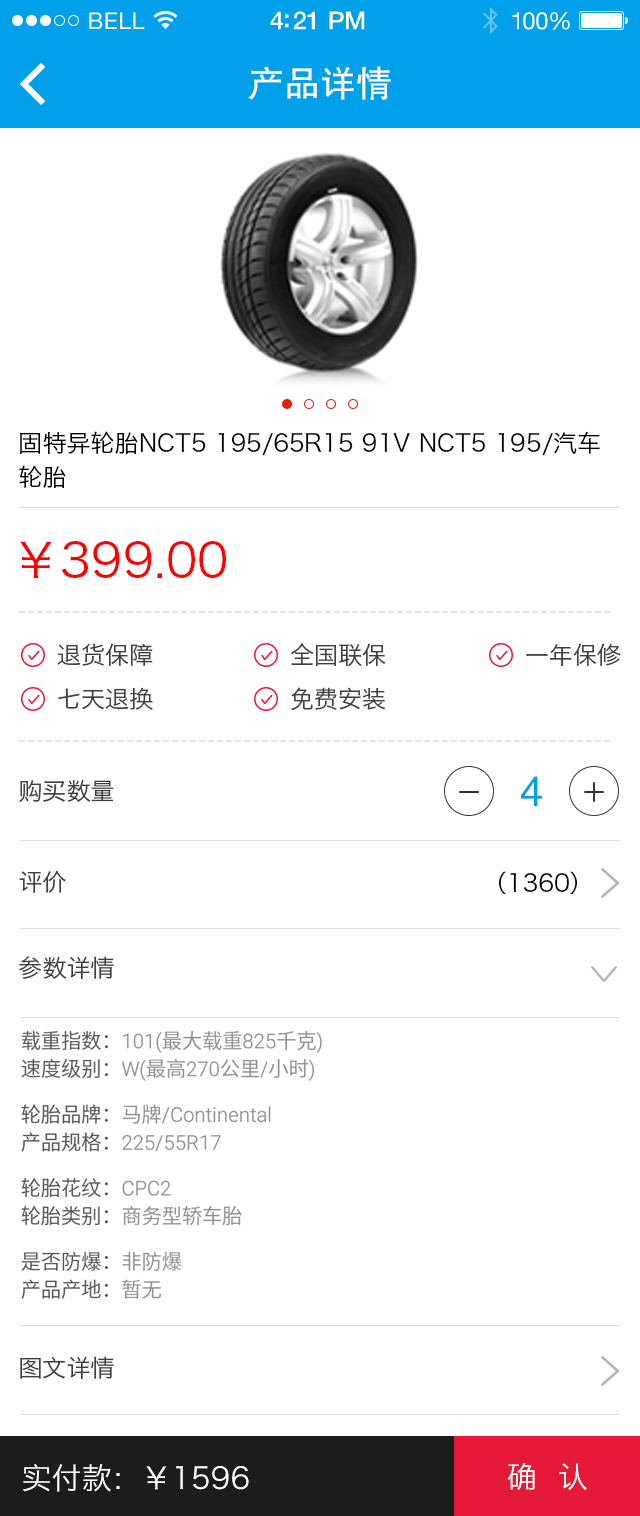 BELL 4:21 PM 100%
产品详情
固特异轮胎NCT5 195/65R15 91V NCT5 195/汽车
轮胎
￥399.00
退货保障 全国联保 一年保修
七天退换 免费安装
购买数量 4
评价 （1360）
参数详情
载重指数：101(最大载重825千克)
速度级别：W(最高270公里/小时)
轮胎品牌：马牌/Continental
产品规格：225/55R17
轮胎花纹：CPC2
轮胎类别：商务型轿车胎
是否防爆：非防爆
产品产地：暂无
图文详情
实付款：￥1596 确 认